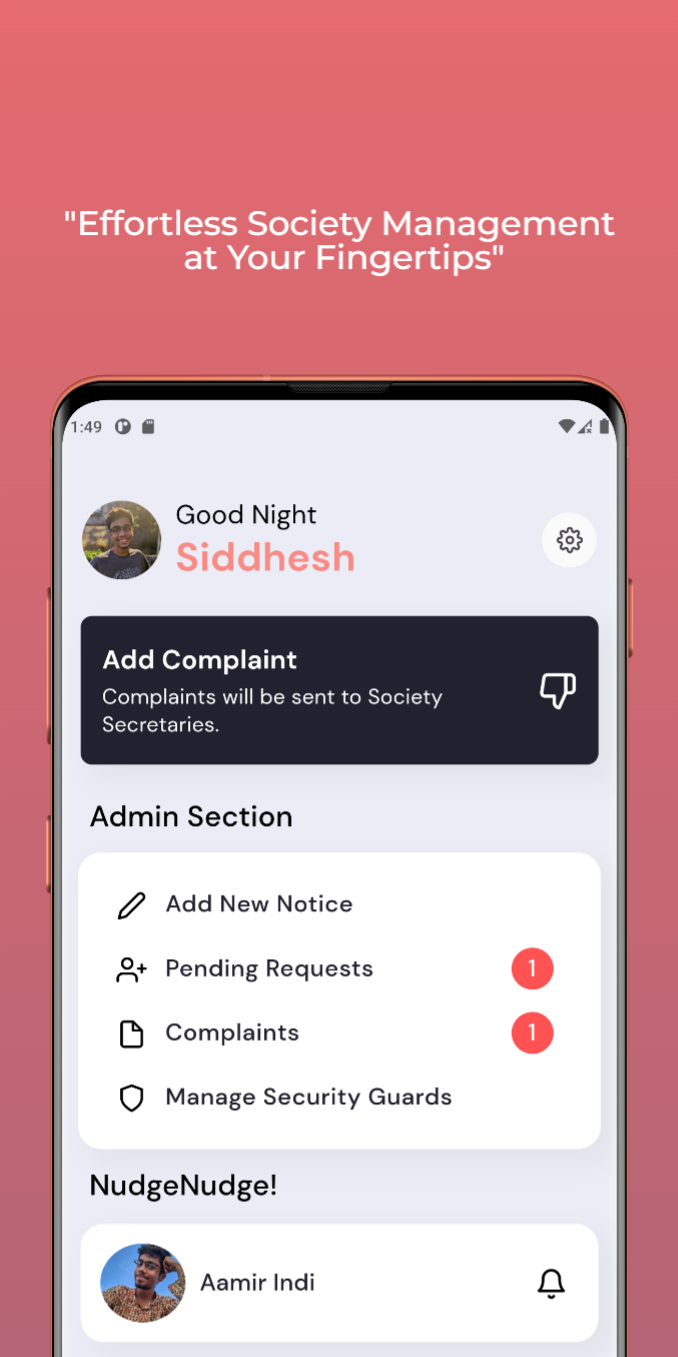 "Effortless Society Management
at Your Fingertips"
1:49
Good Night
Siddhesh
Add Complaint
Complaints will be sent to Society
Secretaries.
Admin Section
Add New Notice
Pending Requests 1
Complaints 1
Manage Security Guards
NudgeNudge!
Aamir Indi